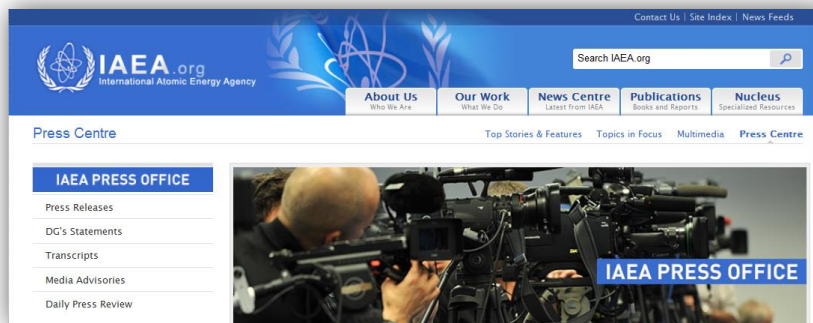 Contact Us | Site Index | News Feeds
IAEA.org
International Atomic Energy Agency
Search IAEA.org
About Us
Who We Are
Our Work
What We Do
News Centre
Latest from IAEA
Publications
Books and Reports
Nucleus
Specialized Resources
Press Centre
Top Stories & Features Topics in Focus Multimedia Press Centre
IAEA PRESS OFFICE
Press Releases
DG's Statements
Transcripts
Media Advisories
Daily Press Review
IAEA PRESS OFFICE